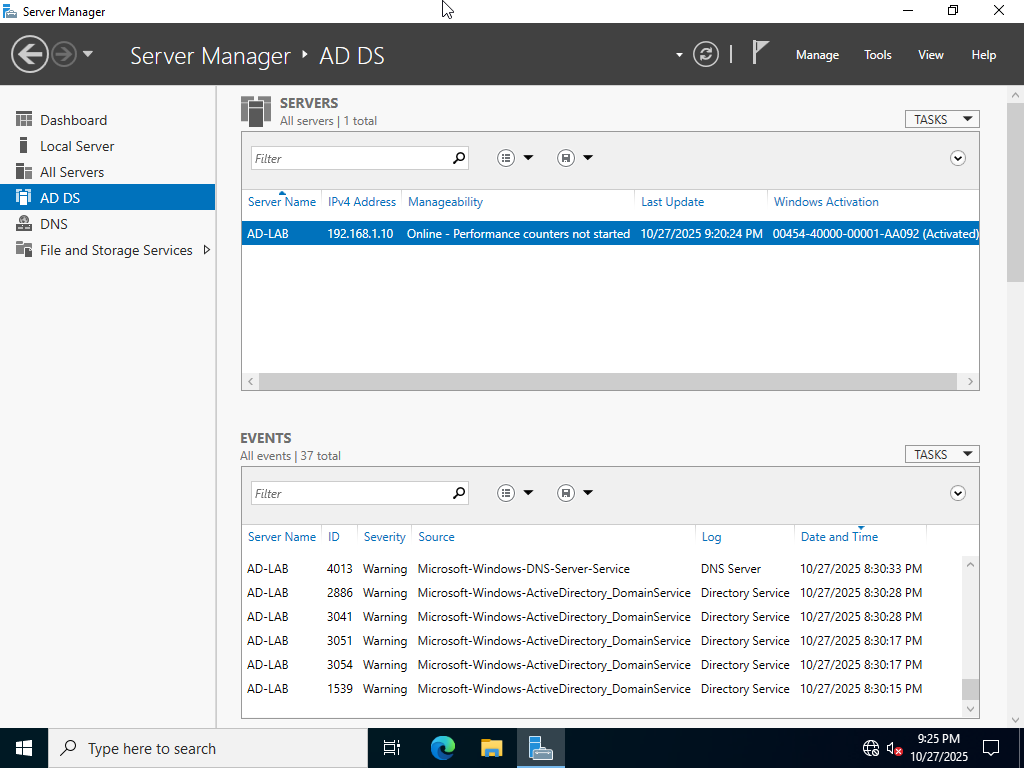 Server Manager
Server Manager ‣ AD DS
Manage Tools View Help
Dashboard
Local Server
All Servers
AD DS
DNS
File and Storage Services
SERVERS
All servers | 1 total
TASKS
Filter
Server Name IPv4 Address Manageability Last Update Windows Activation
AD-LAB 192.168.1.10 Online - Performance counters not started 10/27/2025 9:20:24 PM 00454-40000-00001-AA092 (Activated)
EVENTS
All events | 37 total
TASKS
Filter
Server Name ID Severity Source Log Date and Time
AD-LAB 4013 Warning Microsoft-Windows-DNS-Server-Service DNS Server 10/27/2025 8:30:33 PM
AD-LAB 2886 Warning Microsoft-Windows-ActiveDirectory_DomainService Directory Service 10/27/2025 8:30:28 PM
AD-LAB 3041 Warning Microsoft-Windows-ActiveDirectory_DomainService Directory Service 10/27/2025 8:30:28 PM
AD-LAB 3051 Warning Microsoft-Windows-ActiveDirectory_DomainService Directory Service 10/27/2025 8:30:17 PM
AD-LAB 3054 Warning Microsoft-Windows-ActiveDirectory_DomainService Directory Service 10/27/2025 8:30:17 PM
AD-LAB 1539 Warning Microsoft-Windows-ActiveDirectory_DomainService Directory Service 10/27/2025 8:30:15 PM
Type here to search
9:25 PM
10/27/2025